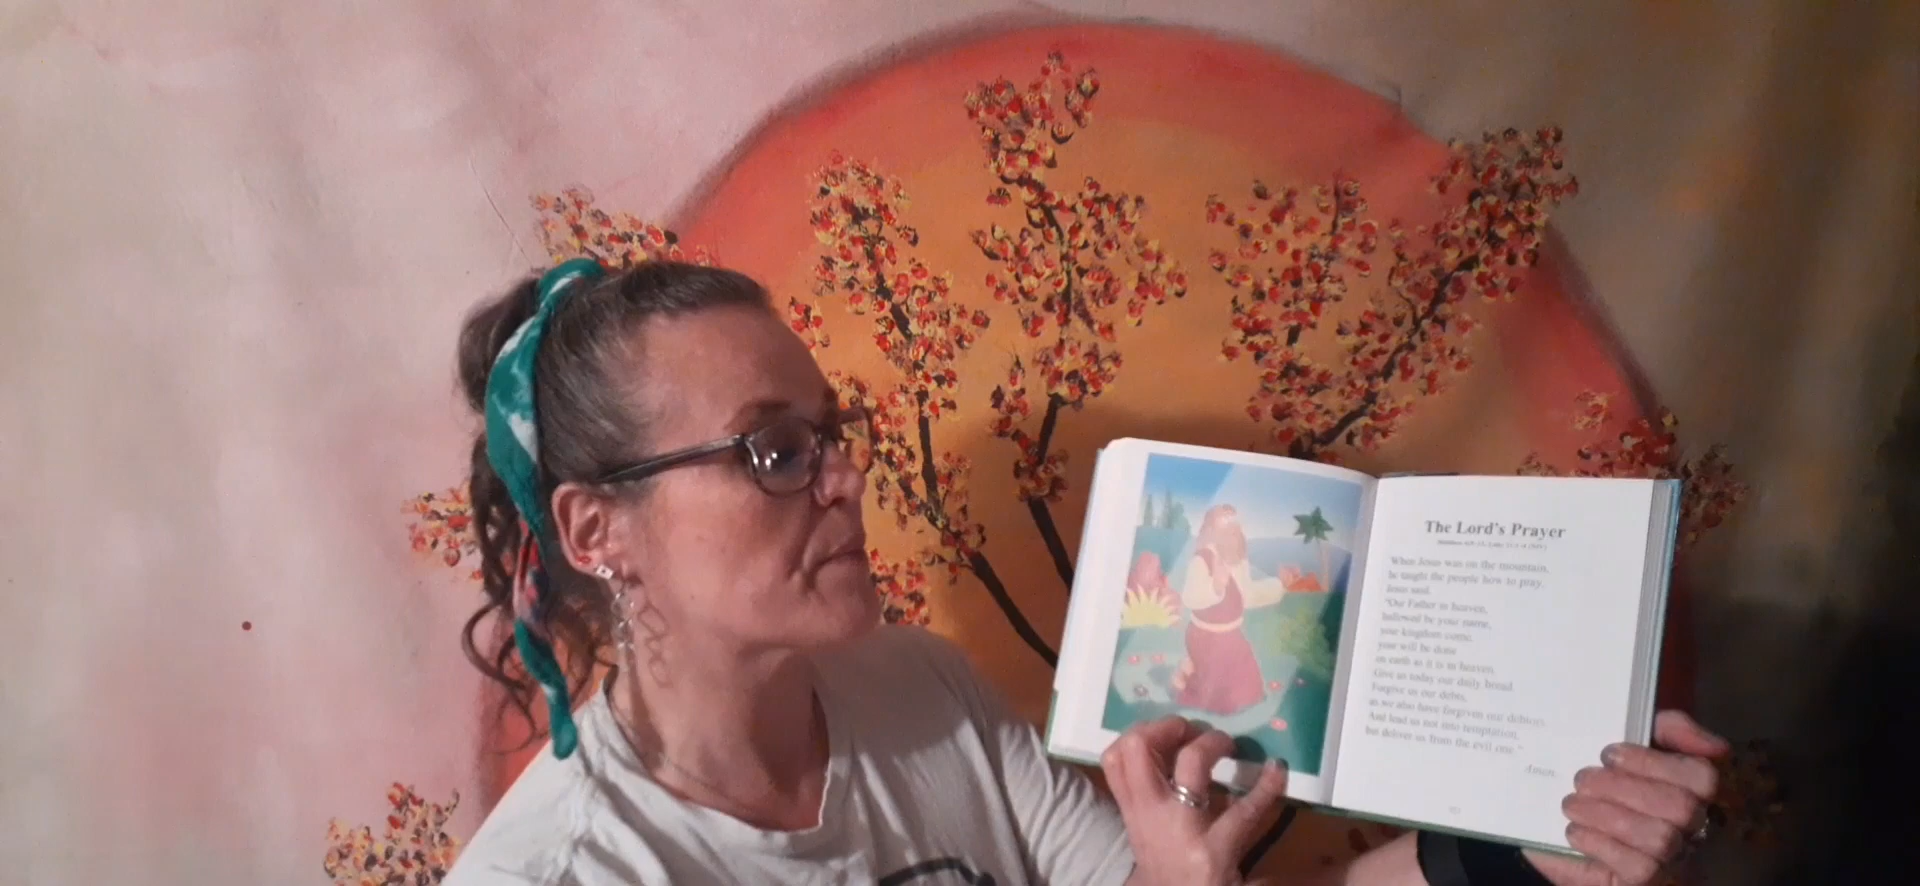 The Lord's Prayer
When Jesus was on the mountain,
he taught the people how to pray.
Jesus said:
"Our Father in heaven,
hallowed be your name,
your kingdom come,
your will be done
on earth as it is in heaven.
Give us today our daily bread.
Forgive us our debts,
as we also have forgiven our debtors.
And lead us not into temptation,
but deliver us from the evil one."
Amen.